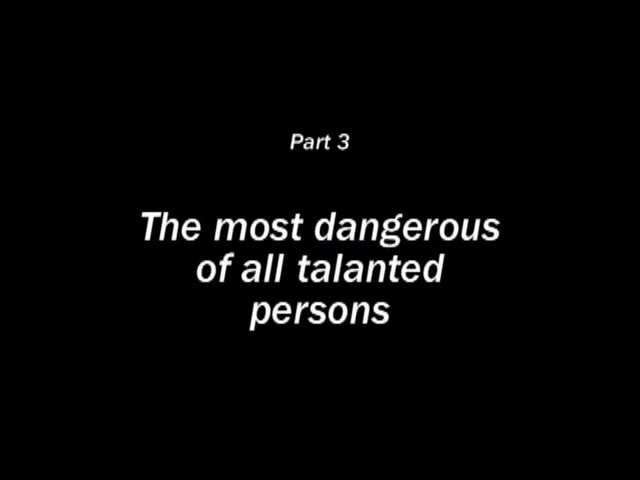 Part 3
The most dangerous
of all talanted
persons